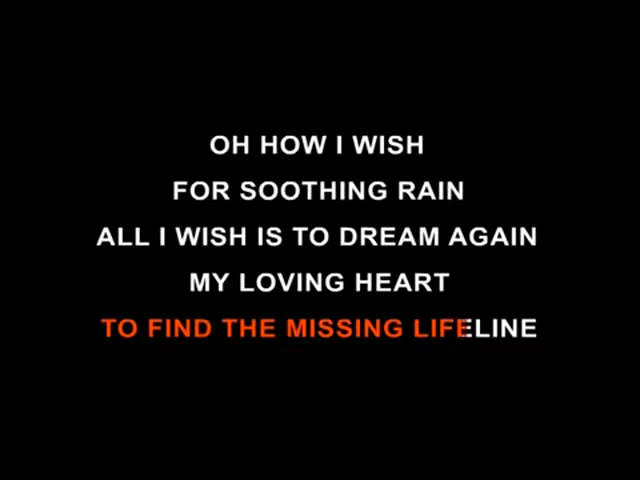 OH HOW I WISH
FOR SOOTHING RAIN
ALL I WISH IS TO DREAM AGAIN
MY LOVING HEART
TO FIND THE MISSING LIFELINE